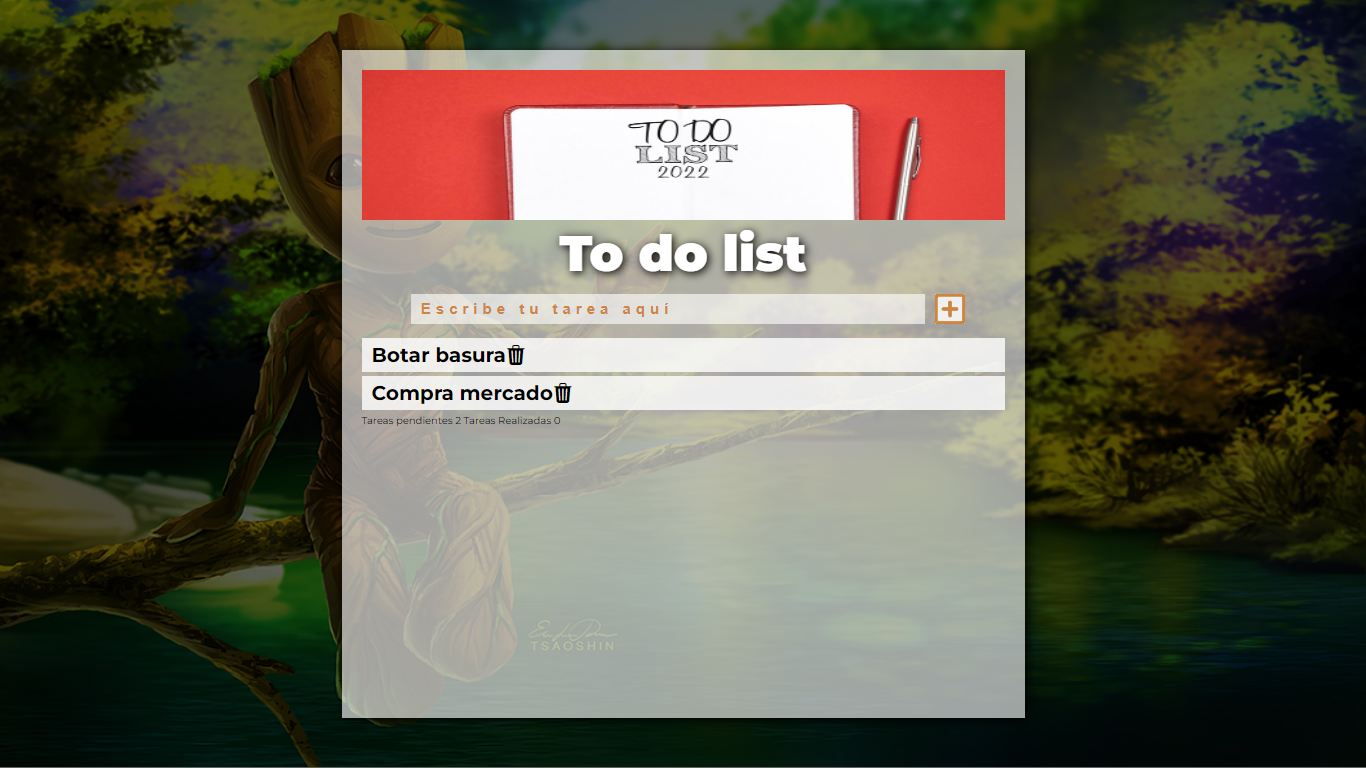 TO DO
LIST
2022
To do list
Escribe tu tarea aquí
Botar basura
Compra mercado
Tareas pendientes 2 Tareas Realizadas 0
TSAOSHIN